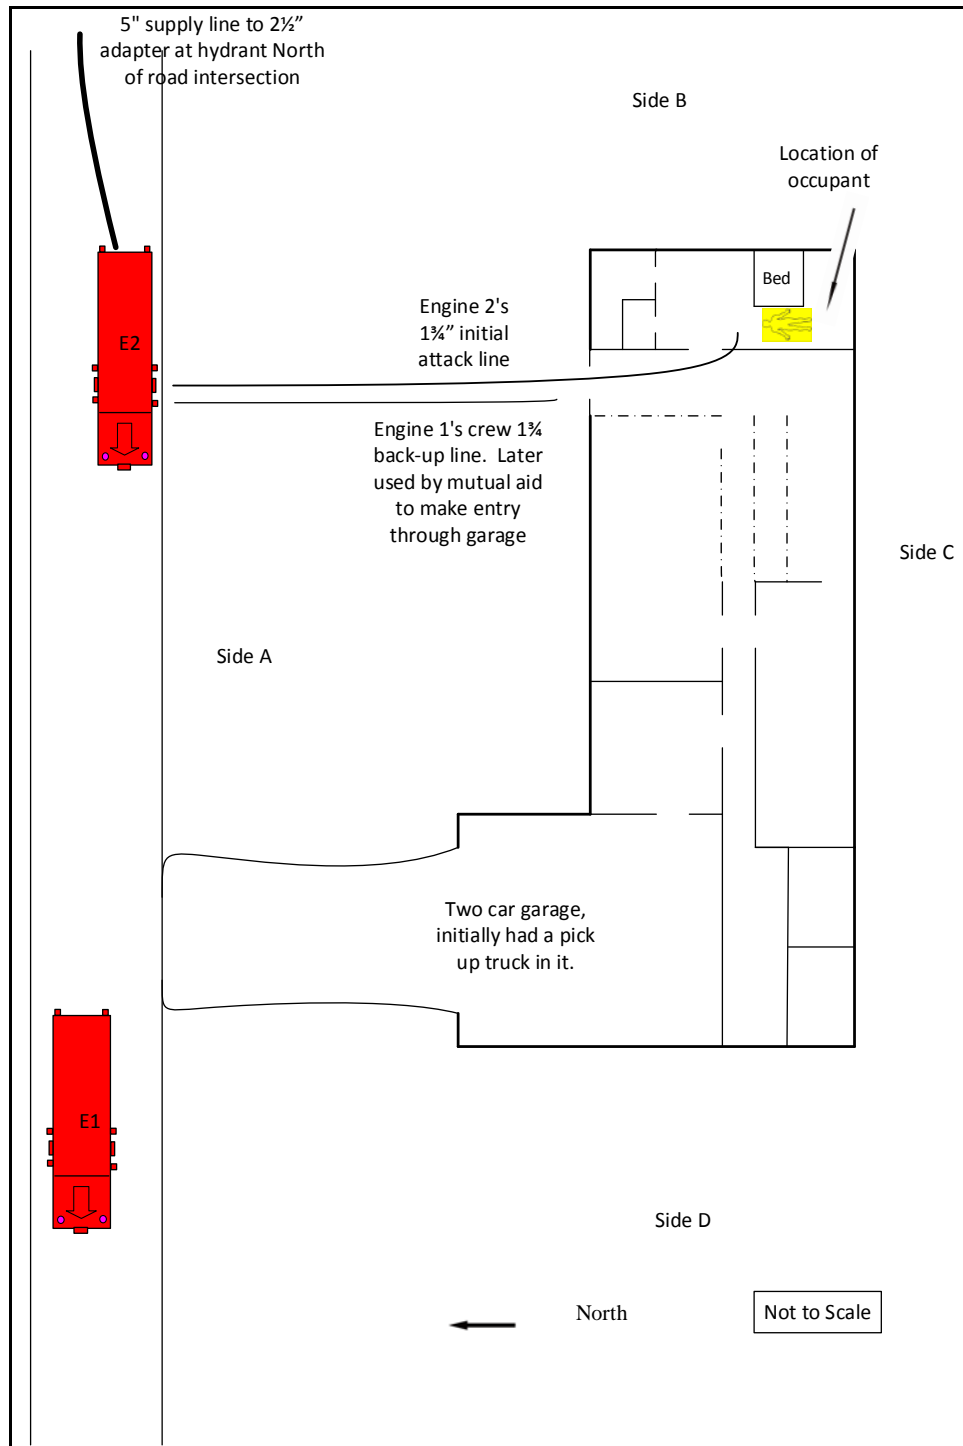 5" supply line to 2½”
adapter at hydrant North
of road intersection
Side B
Location of
occupant
Bed
E2
Engine 2's
1¾” initial
attack line
Engine 1's crew 1¾
back-up line.  Later
used by mutual aid
to make entry
through garage
Side C
Side A
Two car garage,
initially had a pick
up truck in it.
E1
Side D
North
Not to Scale